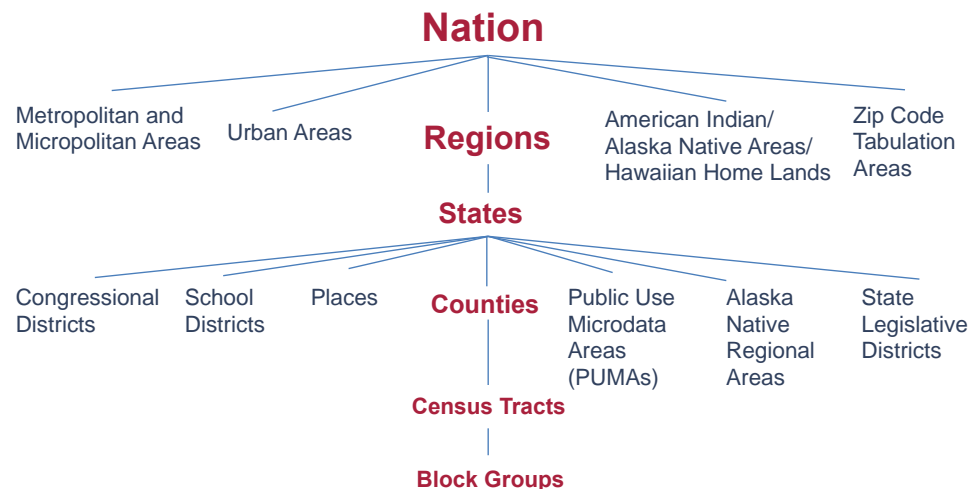 Nation
Metropolitan and
Micropolitan Areas
Urban Areas
Regions
American Indian/
Alaska Native Areas/
Hawaiian Home Lands
Zip Code
Tabulation
Areas
States
Congressional
Districts
School
Districts
Places
Counties
Public Use
Microdata
Areas
(PUMAs)
Alaska
Native
Regional
Areas
State
Legislative
Districts
Census Tracts
Block Groups